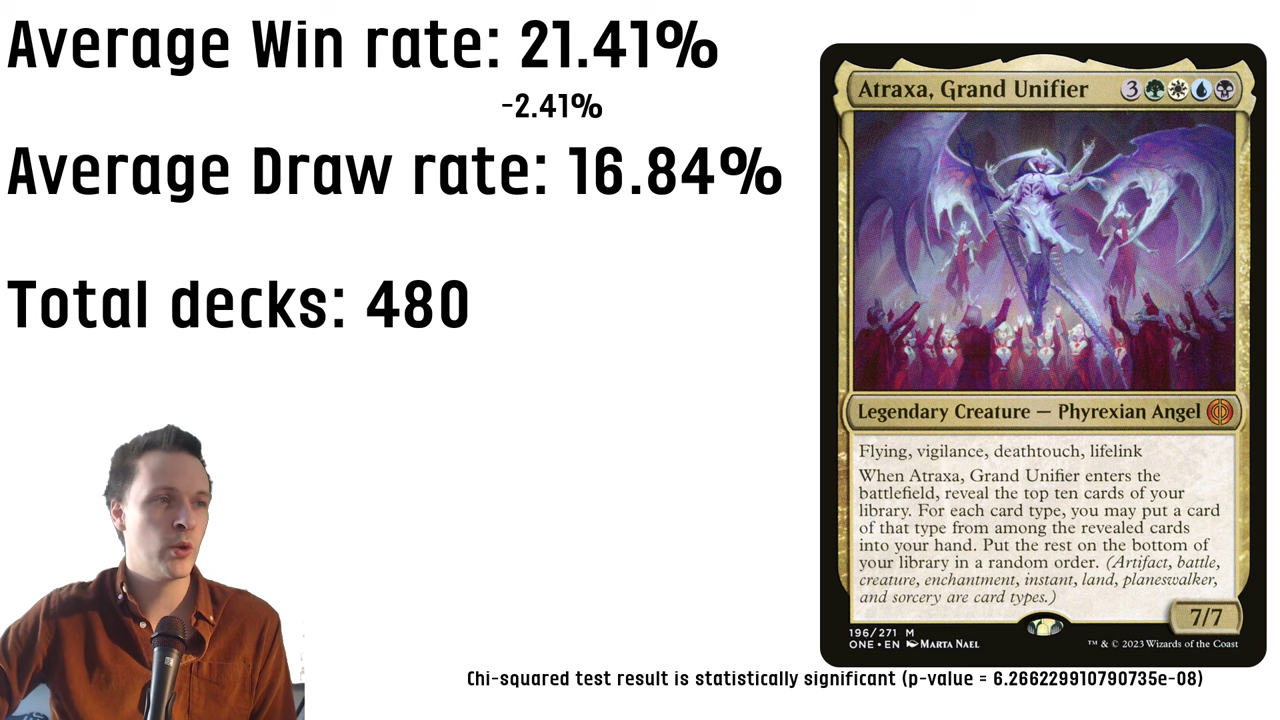 Average Win rate: 21.41%
-2.41%
Average Draw rate: 16.84%
Total decks: 480
Atraxa, Grand Unifier 3
Legendary Creature — Phyrexian Angel
Flying, vigilance, deathtouch, lifelink
When Atraxa, Grand Unifier enters the
battlefield, reveal the top ten cards of your
library. For each card type, you may put a card
of that type from among the revealed cards
into your hand. Put the rest on the bottom of
your library in a random order. (Artifact, battle,
creature, enchantment, instant, land, planeswalker,
and sorcery are card types.)
7/7
196/271 M
ONE • EN MARTA NAEL
™ & © 2023 Wizards of the Coast
Chi-squared test result is statistically significant (p-value = 6.266229910790735e-08)